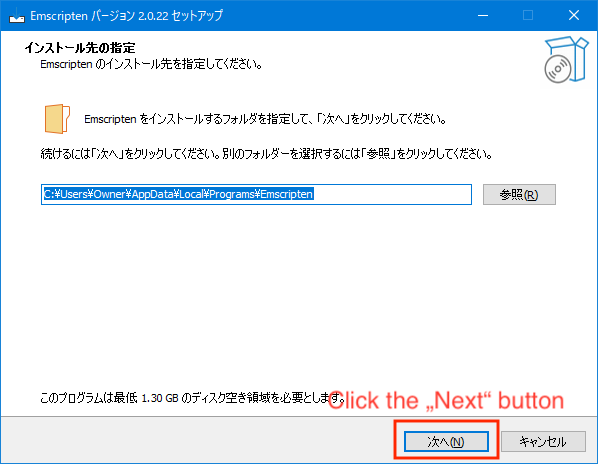 Emscripten バージョン 2.0.22 セットアップ
インストール先の指定
Emscripten のインストール先を指定してください。
Emscripten をインストールするフォルダを指定して、「次へ」をクリックしてください。
続けるには「次へ」をクリックしてください。別のフォルダーを選択するには「参照」をクリックしてください。
C:¥Users¥Owner¥AppData¥Local¥Programs¥Emscripten
参照(R)
このプログラムは最低 1.30 GB のディスク空き領域を必要とします。
Click the „Next“ button
次へ(N)
キャンセル